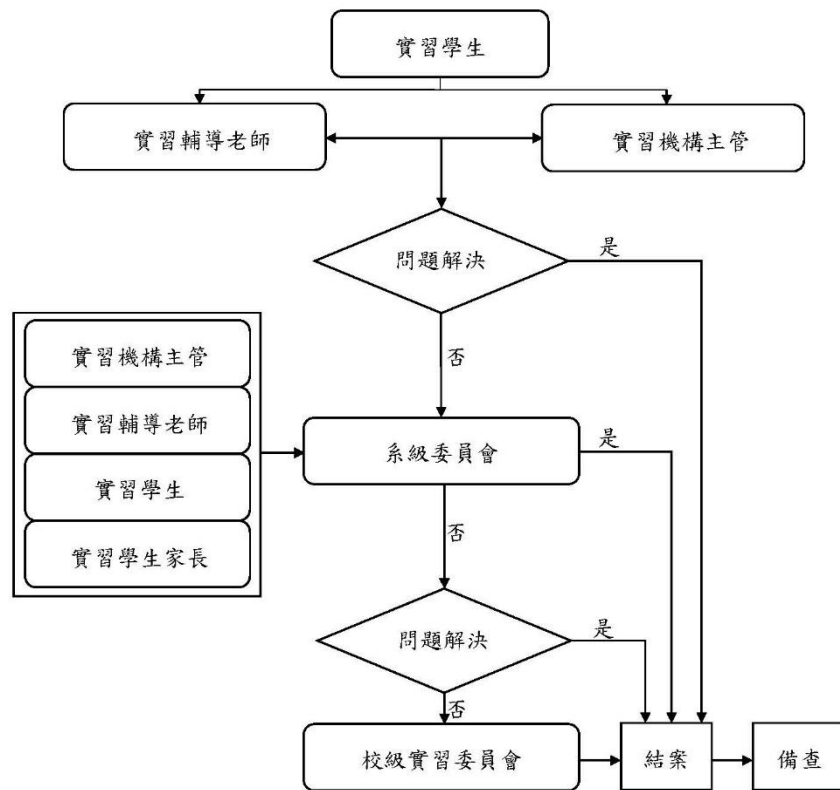 實習學生
實習輔導老師
實習機構主管
問題解決
是
否
實習機構主管
實習輔導老師
實習學生
實習學生家長
系級委員會
是
否
問題解決
是
否
校級實習委員會
結案
備查